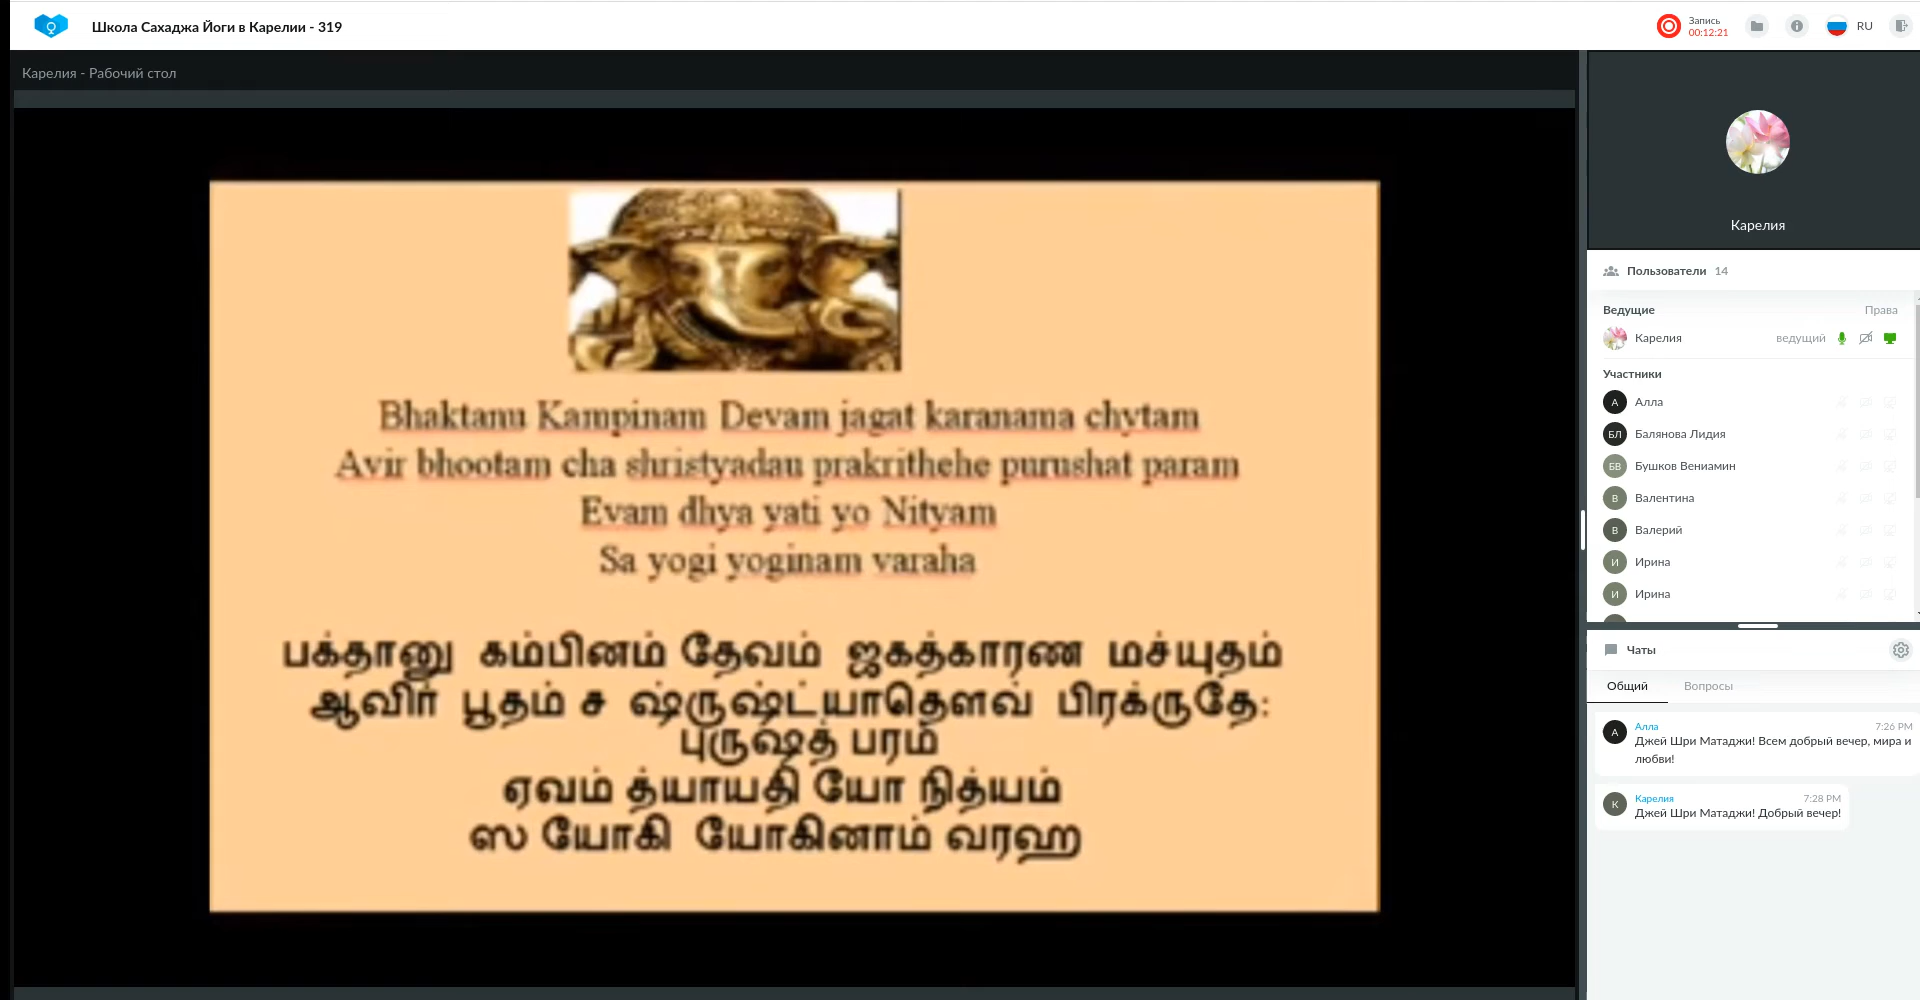 Школа Сахаджа Йоги в Карелии - 319
Запись
00:12:21
RU
Карелия - Рабочий стол
Bhaktanu Kampinam Devam jagat karanama chytam
Avir bhootam cha shristyadau prakrithehe purushat param
Evam dhya yati yo Nityam
Sa yogi yoginam varaha
பக்தானு கம்பினம் தேவம் ஜகத்காரண மச்யுதம்
ஆவிர் பூதம் ச ஷ்ருஷ்ட்யாதௌவ் பிரக்ருதே:
புருஷத் பரம்
ஏவம் த்யாயதி யோ நித்யம்
ஸ யோகி யோகினாம் வரஹ
Карелия
Пользователи 14
Ведущие Права
Карелия ведущий
Участники
А Алла
БЛ Балянова Лидия
БВ Бушков Вениамин
В Валентина
В Валерий
И Ирина
И Ирина
Чаты
Общий Вопросы
А Алла 7:26 PM
Джей Шри Матаджи! Всем добрый вечер, мира и
любви!
К Карелия 7:28 PM
Джей Шри Матаджи! Добрый вечер!